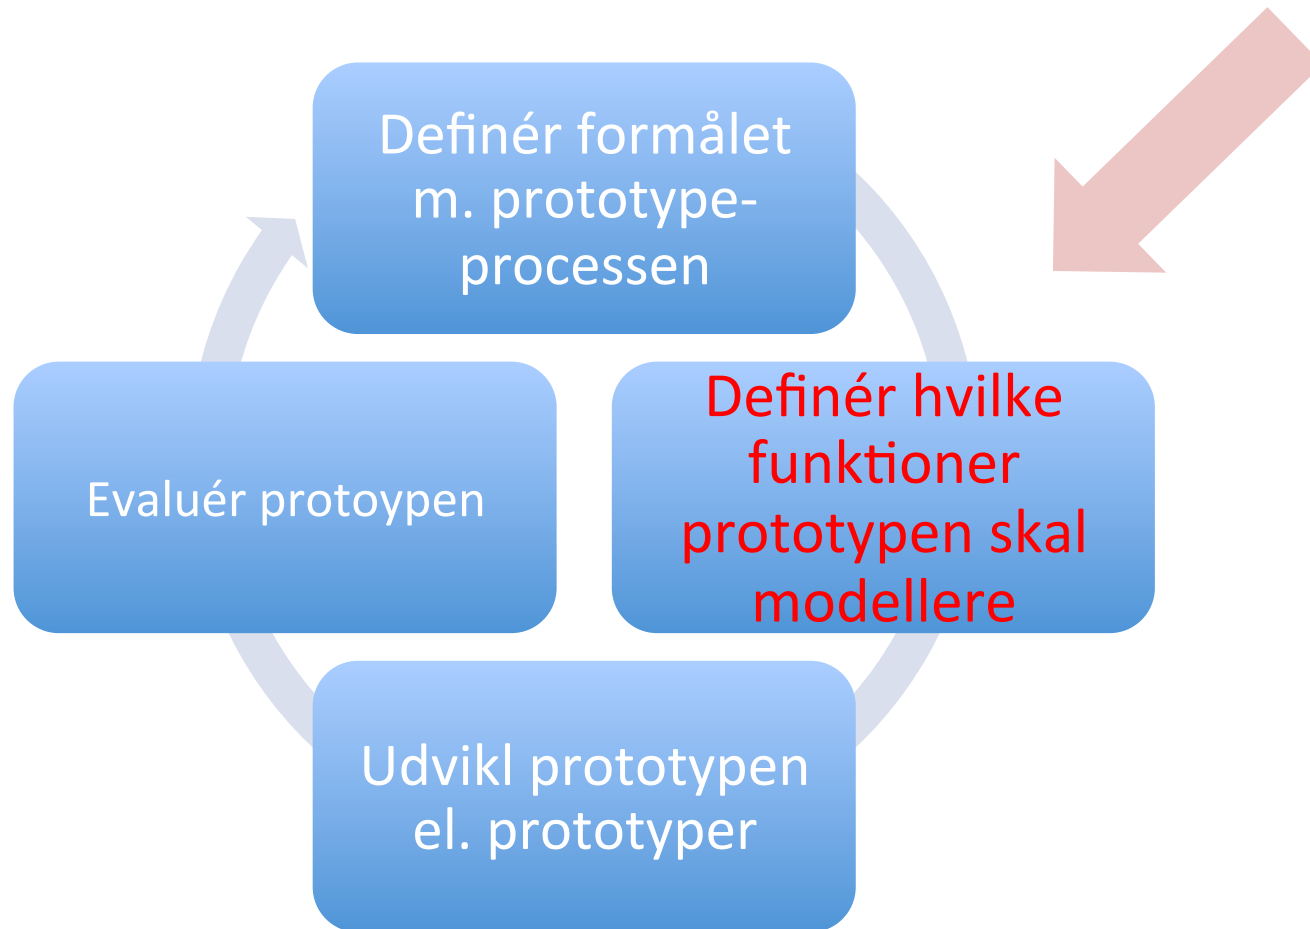 Definér formålet
m. prototype-
processen
Definér hvilke
funktioner
prototypen skal
modellere
Evaluér protoypen
Udvikl prototypen
el. prototyper